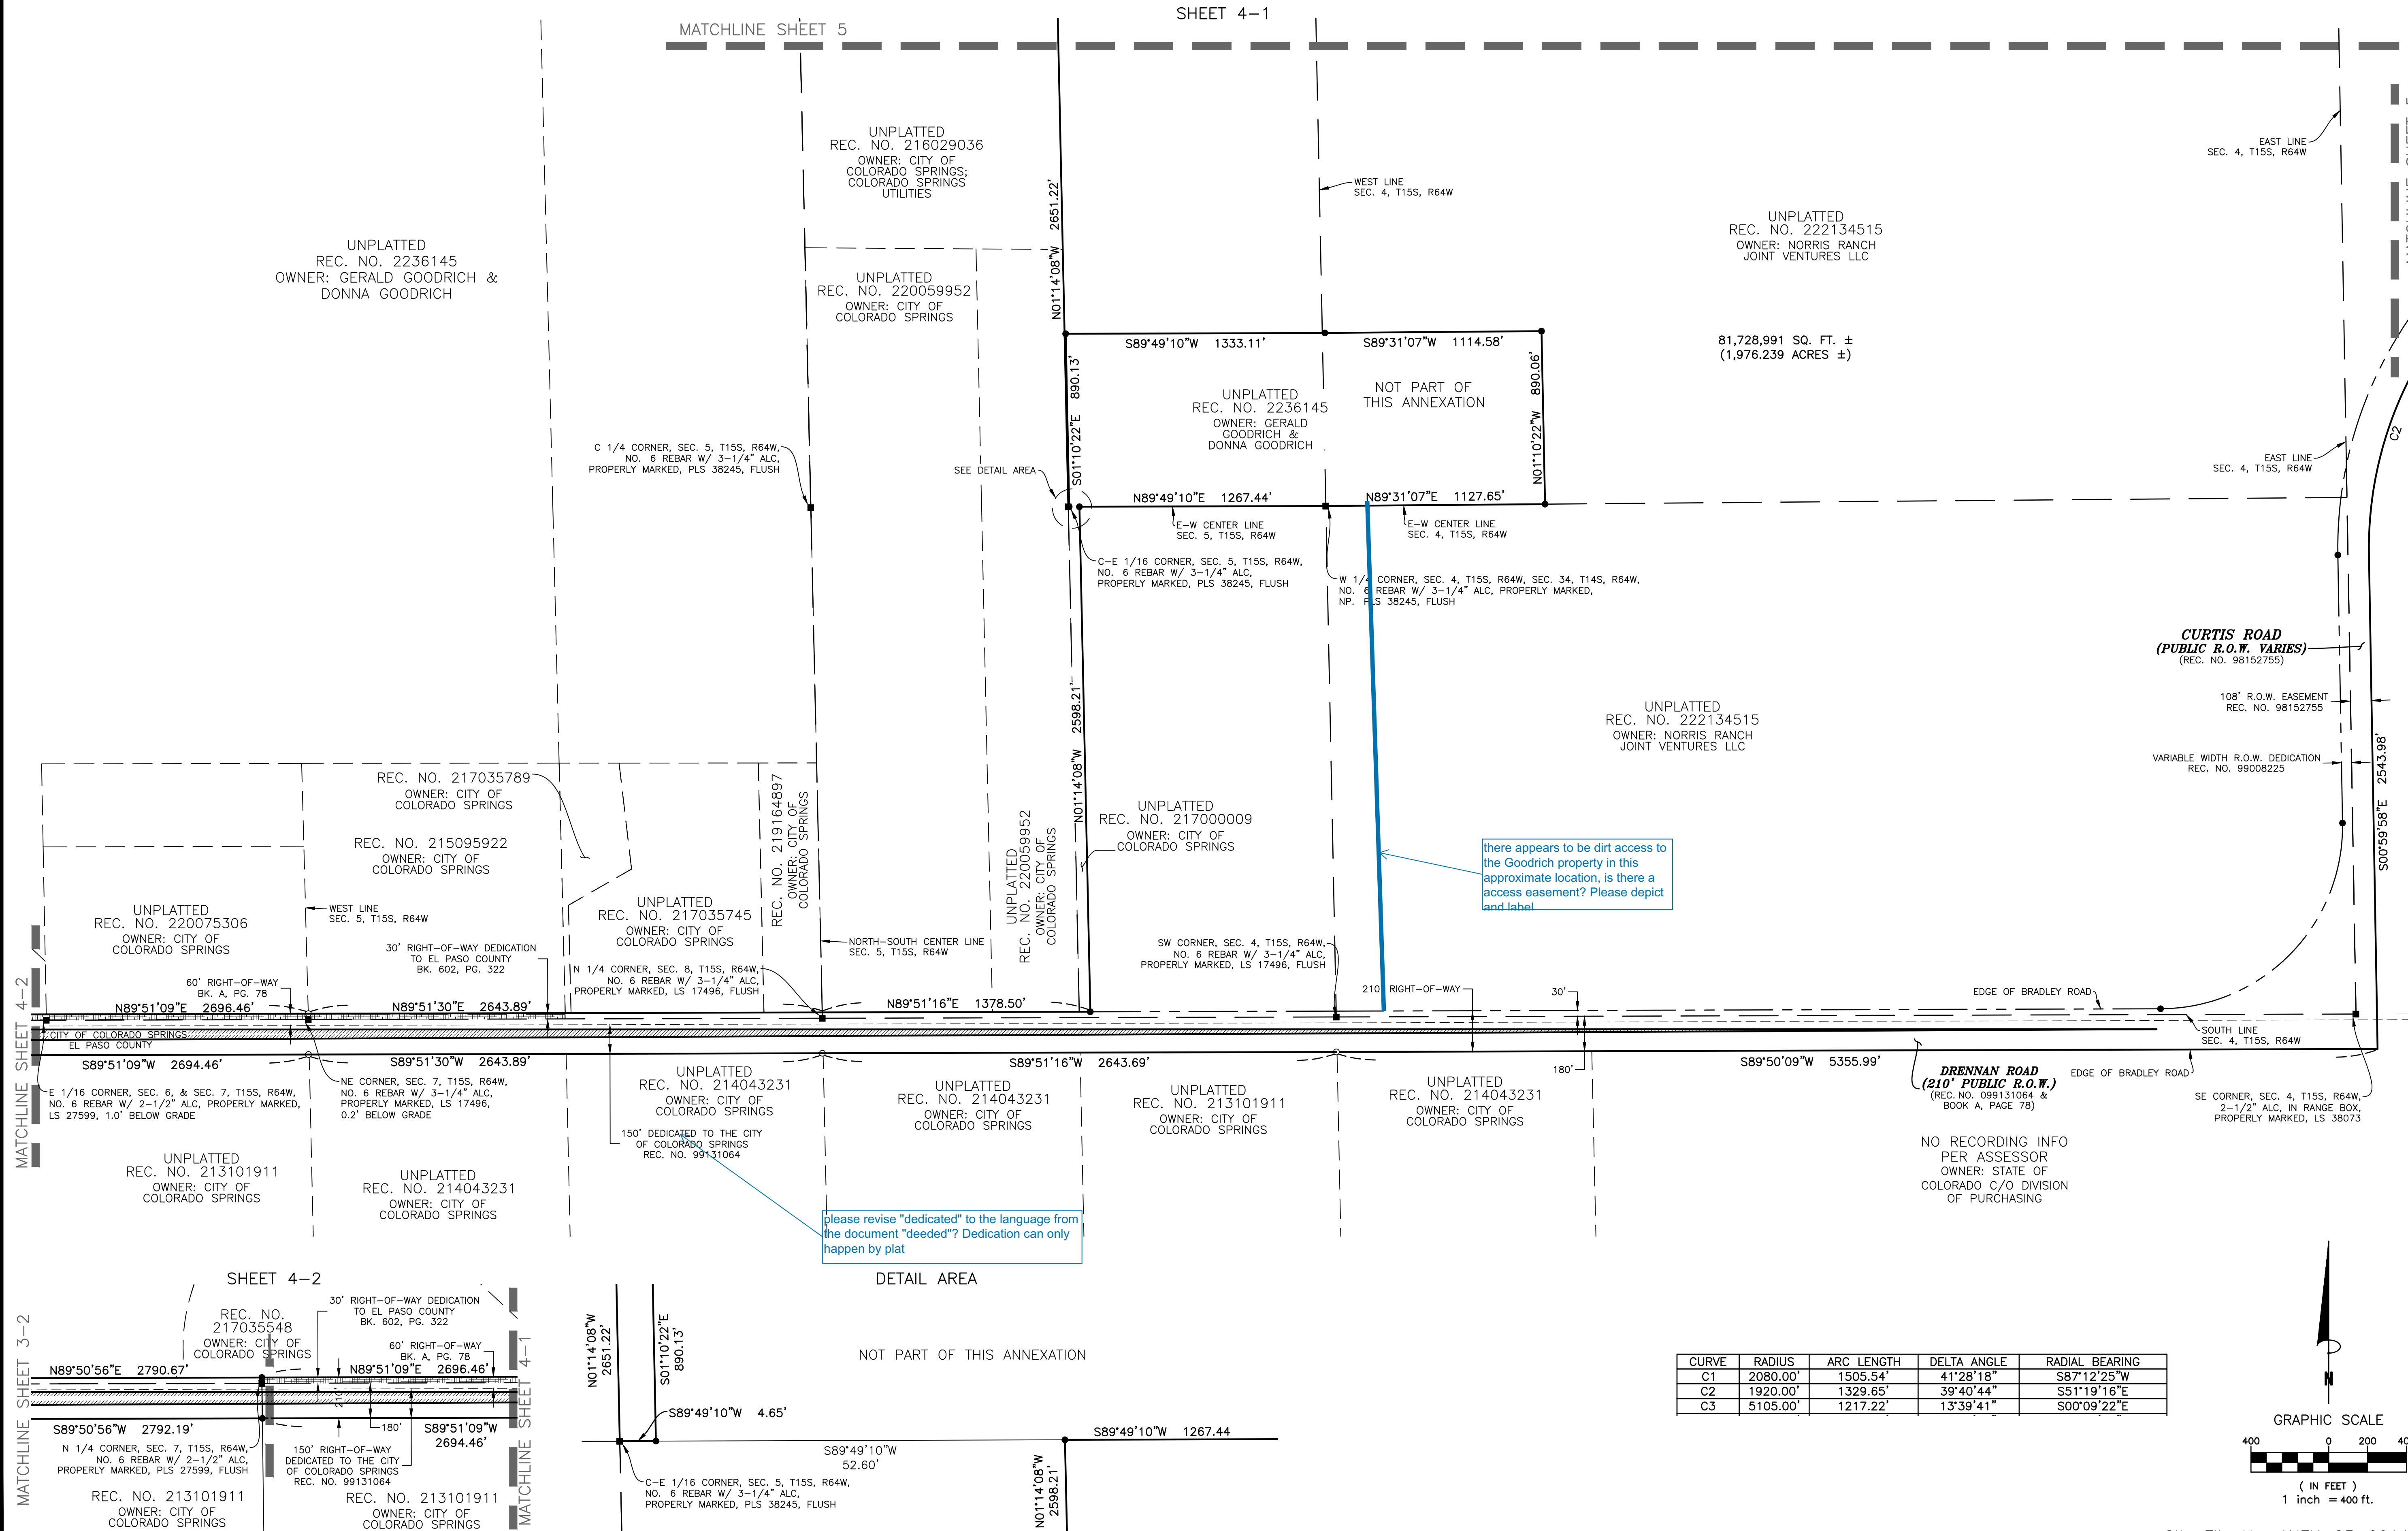 SHEET 4-1
MATCHLINE SHEET 5
UNPLATTED
REC. NO. 216029036
OWNER: CITY OF
COLORADO SPRINGS;
COLORADO SPRINGS
UTILITIES
N01°14'08"W 2651.22'
WEST LINE
SEC. 4, T15S, R64W
EAST LINE
SEC. 4, T15S, R64W
UNPLATTED
REC. NO. 222134515
OWNER: NORRIS RANCH
JOINT VENTURES LLC
UNPLATTED
REC. NO. 2236145
OWNER: GERALD GOODRICH &
DONNA GOODRICH
UNPLATTED
REC. NO. 220059952
OWNER: CITY OF
COLORADO SPRINGS
81,728,991 SQ. FT. ±
(1,976.239 ACRES ±)
S89°49'10"W 1333.11'
S89°31'07"W 1114.58'
S01°10'22"E 890.13'
N01°10'22"W 890.06'
UNPLATTED
REC. NO. 2236145
OWNER: GERALD
GOODRICH &
DONNA GOODRICH
NOT PART OF
THIS ANNEXATION
C2
C 1/4 CORNER, SEC. 5, T15S, R64W,
NO. 6 REBAR W/ 3-1/4" ALC,
PROPERLY MARKED, PLS 38245, FLUSH
SEE DETAIL AREA
EAST LINE
SEC. 4, T15S, R64W
N89°49'10"E 1267.44'
N89°31'07"E 1127.65'
E-W CENTER LINE
SEC. 5, T15S, R64W
E-W CENTER LINE
SEC. 4, T15S, R64W
C-E 1/16 CORNER, SEC. 5, T15S, R64W,
NO. 6 REBAR W/ 3-1/4" ALC,
PROPERLY MARKED, PLS 38245, FLUSH
W 1/4 CORNER, SEC. 4, T15S, R64W, SEC. 34, T14S, R64W,
NO. 6 REBAR W/ 3-1/4" ALC, PROPERLY MARKED,
NP. PLS 38245, FLUSH
CURTIS ROAD
(PUBLIC R.O.W. VARIES)
(REC. NO. 98152755)
108' R.O.W. EASEMENT
REC. NO. 98152755
VARIABLE WIDTH R.O.W. DEDICATION
REC. NO. 99008225
S00°59'58"E 2543.98'
UNPLATTED
REC. NO. 222134515
OWNER: NORRIS RANCH
JOINT VENTURES LLC
N01°14'08"W 2598.21'
REC. NO. 217035789
OWNER: CITY OF
COLORADO SPRINGS
REC. NO. 215095922
OWNER: CITY OF
COLORADO SPRINGS
REC. NO. 219164897
OWNER: CITY OF
COLORADO SPRINGS
UNPLATTED
REC. NO. 220059952
OWNER: CITY OF
COLORADO SPRINGS
UNPLATTED
REC. NO. 217000009
OWNER: CITY OF
COLORADO SPRINGS
there appears to be dirt access to
the Goodrich property in this
approximate location, is there a
access easement? Please depict
and label
UNPLATTED
REC. NO. 220075306
OWNER: CITY OF
COLORADO SPRINGS
WEST LINE
SEC. 5, T15S, R64W
UNPLATTED
REC. NO. 217035745
OWNER: CITY OF
COLORADO SPRINGS
30' RIGHT-OF-WAY DEDICATION
TO EL PASO COUNTY
BK. 602, PG. 322
NORTH-SOUTH CENTER LINE
SEC. 5, T15S, R64W
N 1/4 CORNER, SEC. 8, T15S, R64W,
NO. 6 REBAR W/ 3-1/4" ALC,
PROPERLY MARKED, LS 17496, FLUSH
SW CORNER, SEC. 4, T15S, R64W,
NO. 6 REBAR W/ 3-1/4" ALC,
PROPERLY MARKED, LS 17496, FLUSH
60' RIGHT-OF-WAY
BK. A, PG. 78
210' RIGHT-OF-WAY
30'
EDGE OF BRADLEY ROAD
N89°51'09"E 2696.46'
N89°51'30"E 2643.89'
N89°51'16"E 1378.50'
MATCHLINE SHEET 4-2
CITY OF COLORADO SPRINGS
EL PASO COUNTY
SOUTH LINE
SEC. 4, T15S, R64W
S89°51'09"W 2694.46'
S89°51'30"W 2643.89'
S89°51'16"W 2643.69'
S89°50'09"W 5355.99'
180'
DRENNAN ROAD
(210' PUBLIC R.O.W.)
(REC. NO. 099131064 &
BOOK A, PAGE 78)
EDGE OF BRADLEY ROAD
SE CORNER, SEC. 4, T15S, R64W,
2-1/2" ALC, IN RANGE BOX,
PROPERLY MARKED, LS 38073
E 1/16 CORNER, SEC. 6, & SEC. 7, T15S, R64W,
NO. 6 REBAR W/ 2-1/2" ALC, PROPERLY MARKED,
LS 27599, 1.0' BELOW GRADE
NE CORNER, SEC. 7, T15S, R64W,
NO. 6 REBAR W/ 3-1/4" ALC,
PROPERLY MARKED, LS 17496,
0.2' BELOW GRADE
UNPLATTED
REC. NO. 214043231
OWNER: CITY OF
COLORADO SPRINGS
UNPLATTED
REC. NO. 214043231
OWNER: CITY OF
COLORADO SPRINGS
UNPLATTED
REC. NO. 213101911
OWNER: CITY OF
COLORADO SPRINGS
UNPLATTED
REC. NO. 214043231
OWNER: CITY OF
COLORADO SPRINGS
150' DEDICATED TO THE CITY
OF COLORADO SPRINGS
REC. NO. 99131064
NO RECORDING INFO
PER ASSESSOR
OWNER: STATE OF
COLORADO C/O DIVISION
OF PURCHASING
UNPLATTED
REC. NO. 213101911
OWNER: CITY OF
COLORADO SPRINGS
UNPLATTED
REC. NO. 214043231
OWNER: CITY OF
COLORADO SPRINGS
please revise "dedicated" to the language from
the document "deeded"? Dedication can only
happen by plat
SHEET 4-2
MATCHLINE SHEET 3-2
REC. NO.
217035548
OWNER: CITY OF
COLORADO SPRINGS
30' RIGHT-OF-WAY DEDICATION
TO EL PASO COUNTY
BK. 602, PG. 322
60' RIGHT-OF-WAY
BK. A, PG. 78
N89°50'56"E 2790.67'
N89°51'09"E 2696.46'
210'
180'
S89°50'56"W 2792.19'
S89°51'09"W
2694.46'
N 1/4 CORNER, SEC. 7, T15S, R64W,
NO. 6 REBAR W/ 2-1/2" ALC,
PROPERLY MARKED, PLS 27599, FLUSH
150' RIGHT-OF-WAY
DEDICATED TO THE CITY
OF COLORADO SPRINGS
REC. NO. 99131064
REC. NO. 213101911
OWNER: CITY OF
COLORADO SPRINGS
REC. NO. 213101911
OWNER: CITY OF
COLORADO SPRINGS
MATCHLINE SHEET 4-1
DETAIL AREA
N01°14'08"W
2651.22'
S01°10'22"E
890.13'
NOT PART OF THIS ANNEXATION
S89°49'10"W 4.65'
S89°49'10"W
52.60'
S89°49'10"W 1267.44
C-E 1/16 CORNER, SEC. 5, T15S, R64W,
NO. 6 REBAR W/ 3-1/4" ALC,
PROPERLY MARKED, PLS 38245, FLUSH
N01°14'08"W
2598.21'
CURVE RADIUS ARC LENGTH DELTA ANGLE RADIAL BEARING
C1 2080.00' 1505.54' 41°28'18" S87°12'25"W
C2 1920.00' 1329.65' 39°40'44" S51°19'16"E
C3 5105.00' 1217.22' 13°39'41" S00°09'22"E
N
GRAPHIC SCALE
400 0 200
( IN FEET )
1 inch = 400 ft.